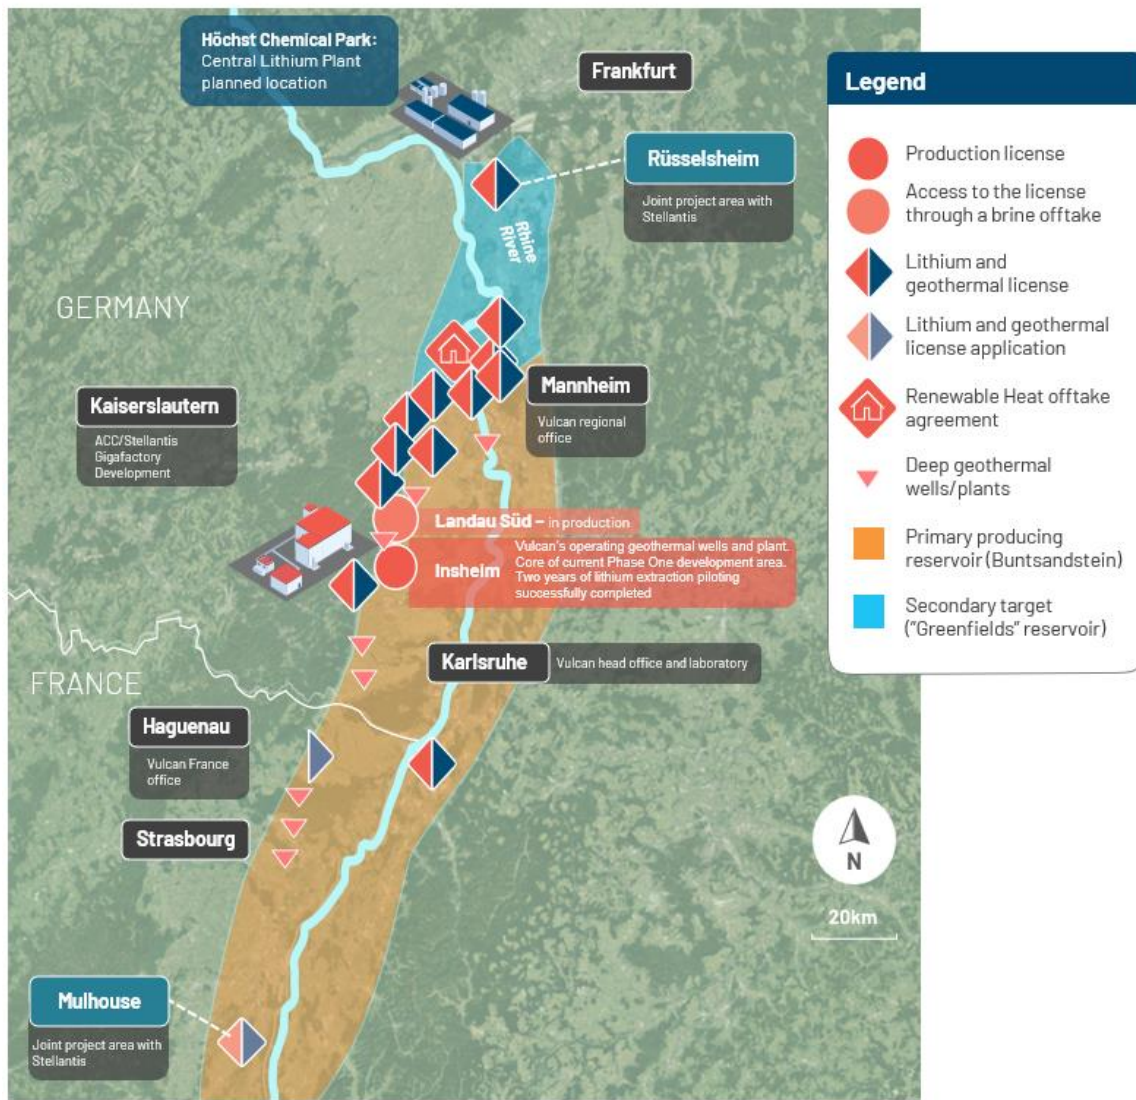 Höchst Chemical Park:
Central Lithium Plant
planned location
Frankfurt
Rüsselsheim
Joint project area with
Stellantis
Rhine
River
GERMANY
Kaiserslautern
ACC/Stellantis
Gigafactory
Development
Mannheim
Vulcan regional
office
Landau Süd – in production
Insheim
Vulcan's operating geothermal wells and plant.
Core of current Phase One development area.
Two years of lithium extraction piloting
successfully completed
Karlsruhe
Vulcan head office and laboratory
FRANCE
Haguenau
Vulcan France
office
Strasbourg
Mulhouse
Joint project area with
Stellantis
N
20km
Legend
Production license
Access to the license
through a brine offtake
Lithium and
geothermal license
Lithium and geothermal
license application
Renewable Heat offtake
agreement
Deep geothermal
wells/plants
Primary producing
reservoir (Buntsandstein)
Secondary target
("Greenfields" reservoir)